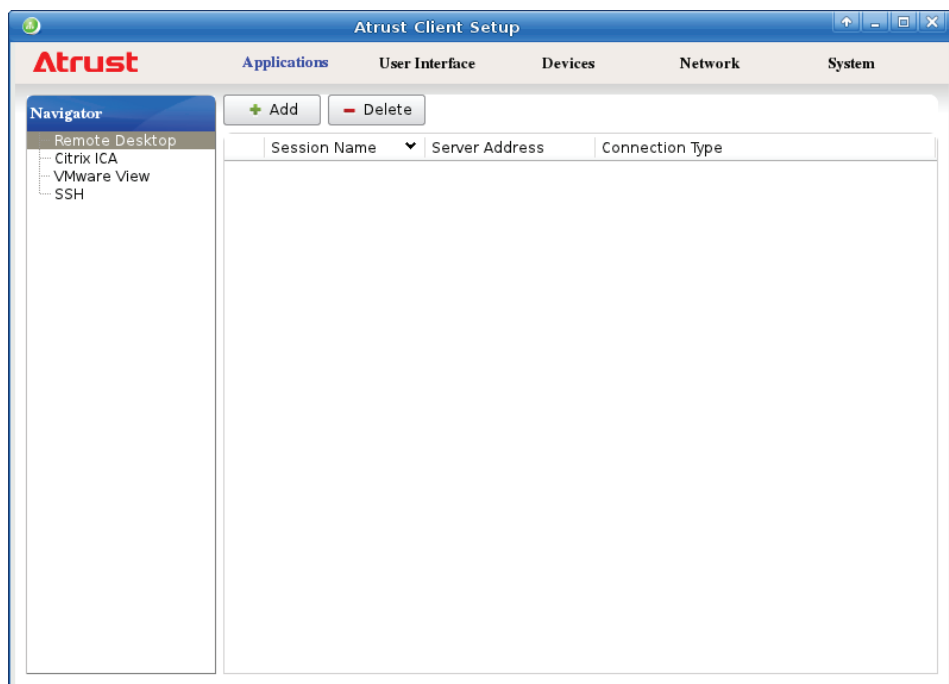 Atrust Client Setup
Atrust
Applications User Interface Devices Network System
Navigator
Remote Desktop
Citrix ICA
VMware View
SSH
Add Delete
Session Name Server Address Connection Type